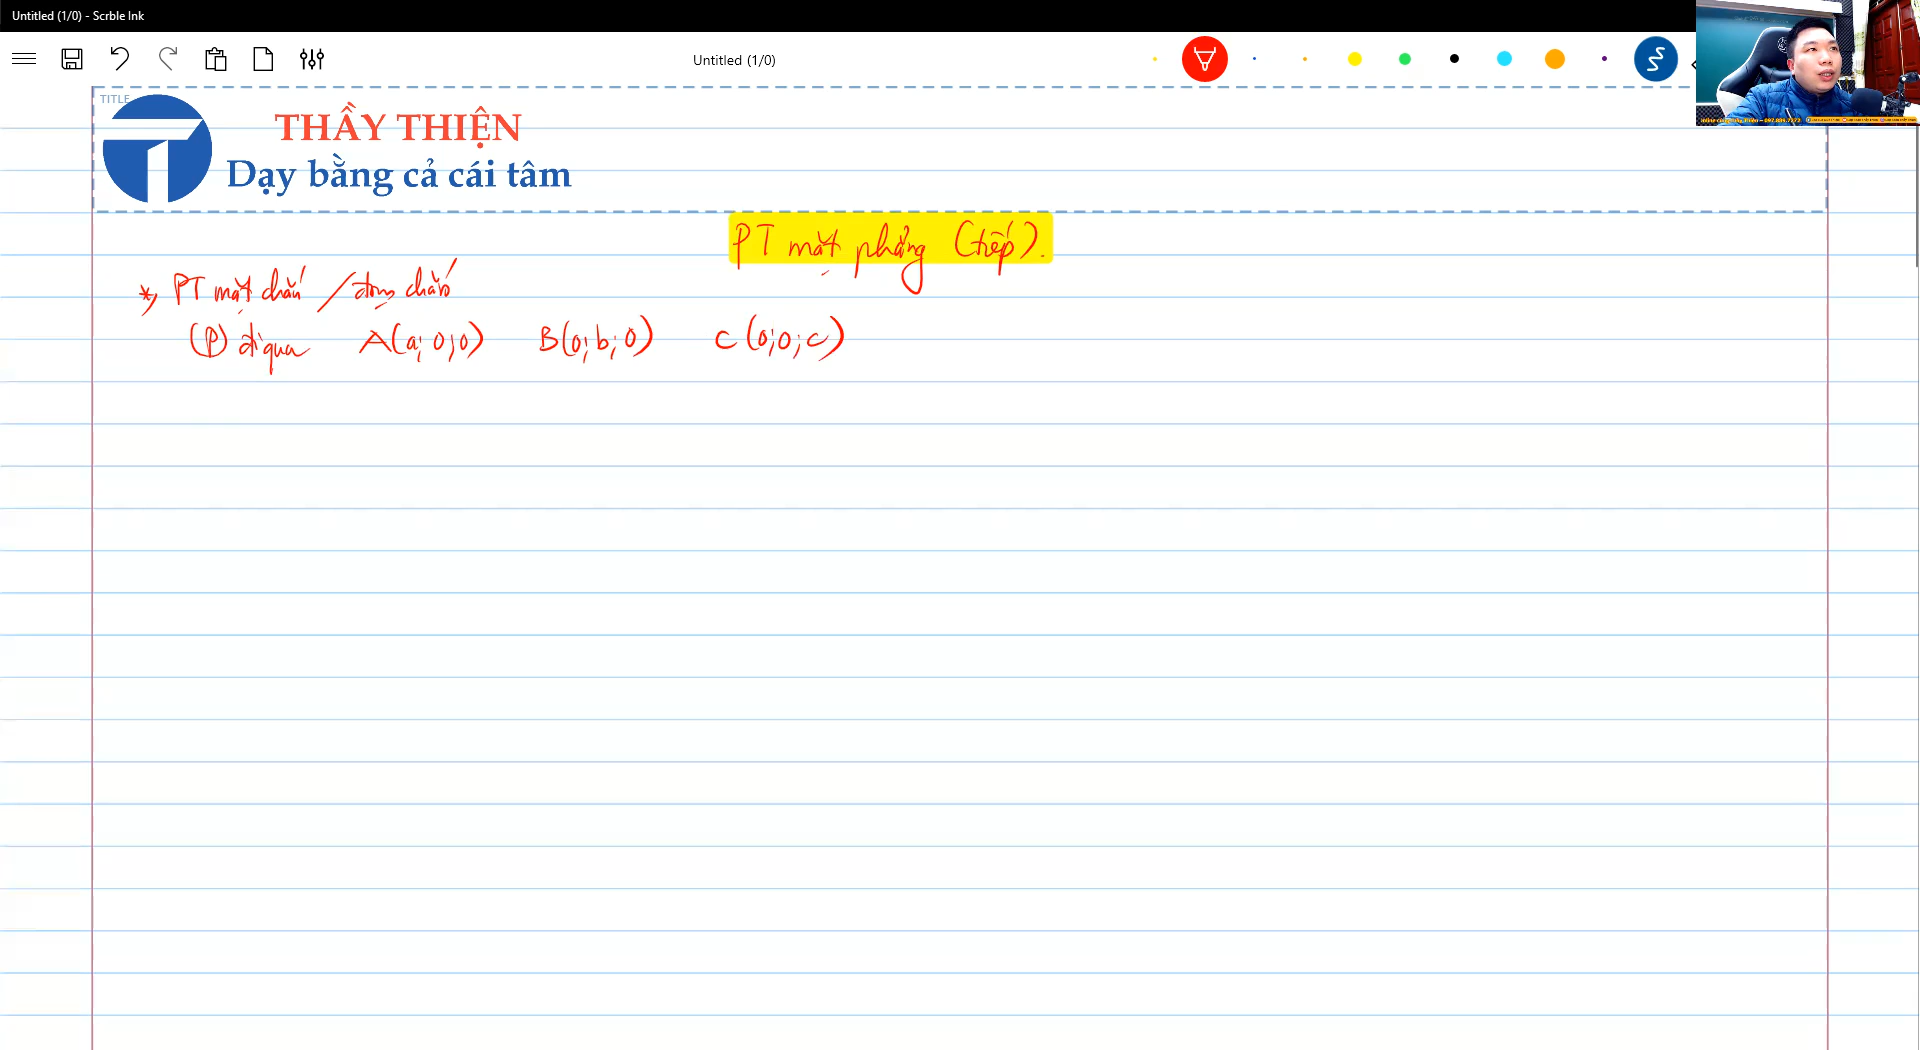 Untitled (1/0) - Scrble Ink
Untitled (1/0)
TITLE
THẦY THIỆN
Dạy bằng cả cái tâm
PT mặt phẳng (tiếp).
*, PT mặt chắn / đoạn chắn
(P) đi qua A(a; 0; 0) B(0; b; 0) C(0; 0; c)